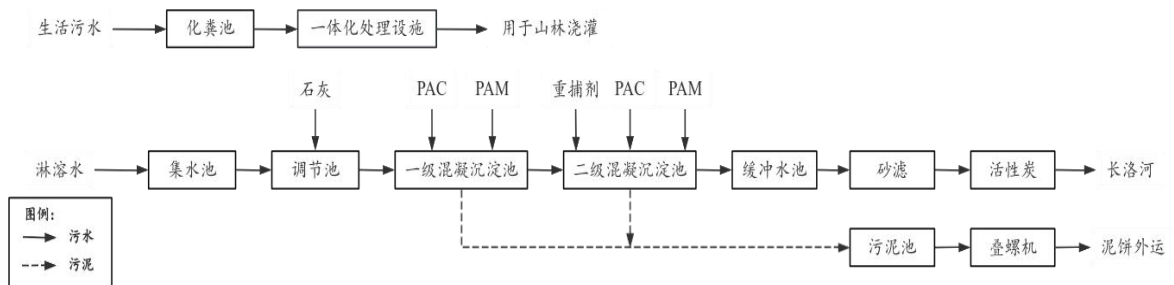 生活污水
化粪池
一体化处理设施
用于山林浇灌
石灰
PAC
PAM
重捕剂
PAC
PAM
淋溶水
集水池
调节池
一级混凝沉淀池
二级混凝沉淀池
缓冲水池
砂滤
活性炭
长洛河
图例：
污水
污泥
污泥池
叠螺机
泥饼外运